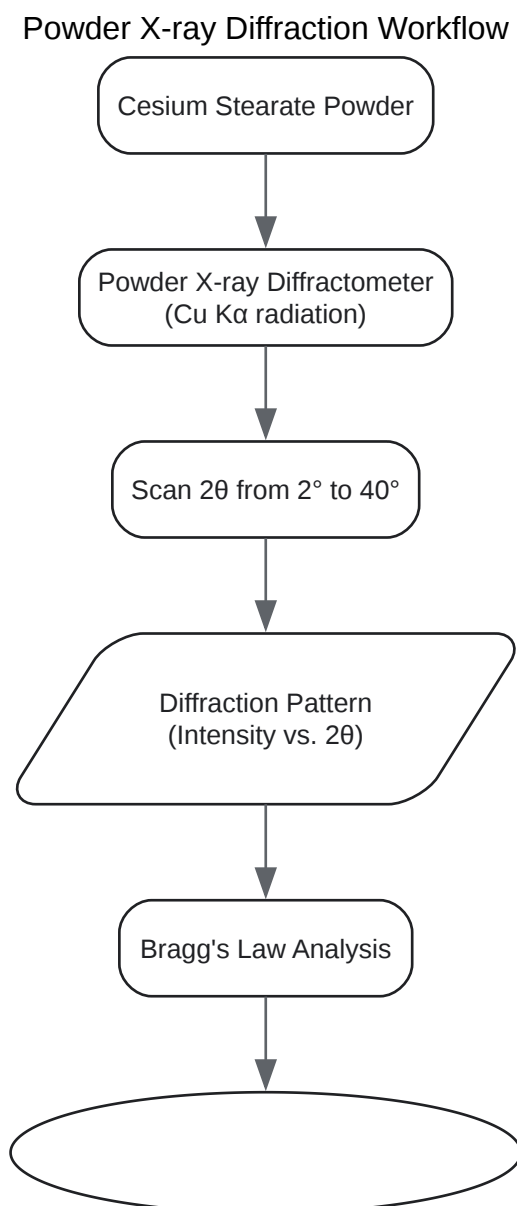 Powder X-ray Diffraction Workflow
Cesium Stearate Powder
Powder X-ray Diffractometer
(Cu Kα radiation)
Scan 2θ from 2° to 40°
Diffraction Pattern
(Intensity vs. 2θ)
Bragg's Law Analysis